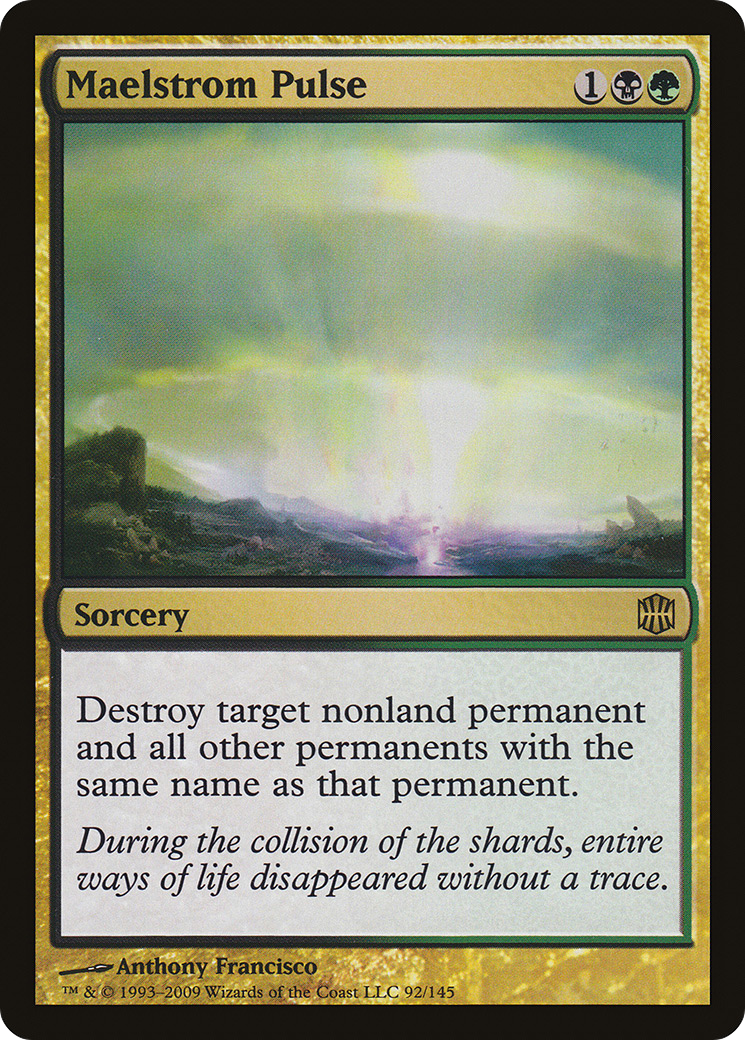 Maelstrom Pulse 1
Sorcery
Destroy target nonland permanent
and all other permanents with the
same name as that permanent.
During the collision of the shards, entire
ways of life disappeared without a trace.
Anthony Francisco
™ & © 1993–2009 Wizards of the Coast LLC 92/145